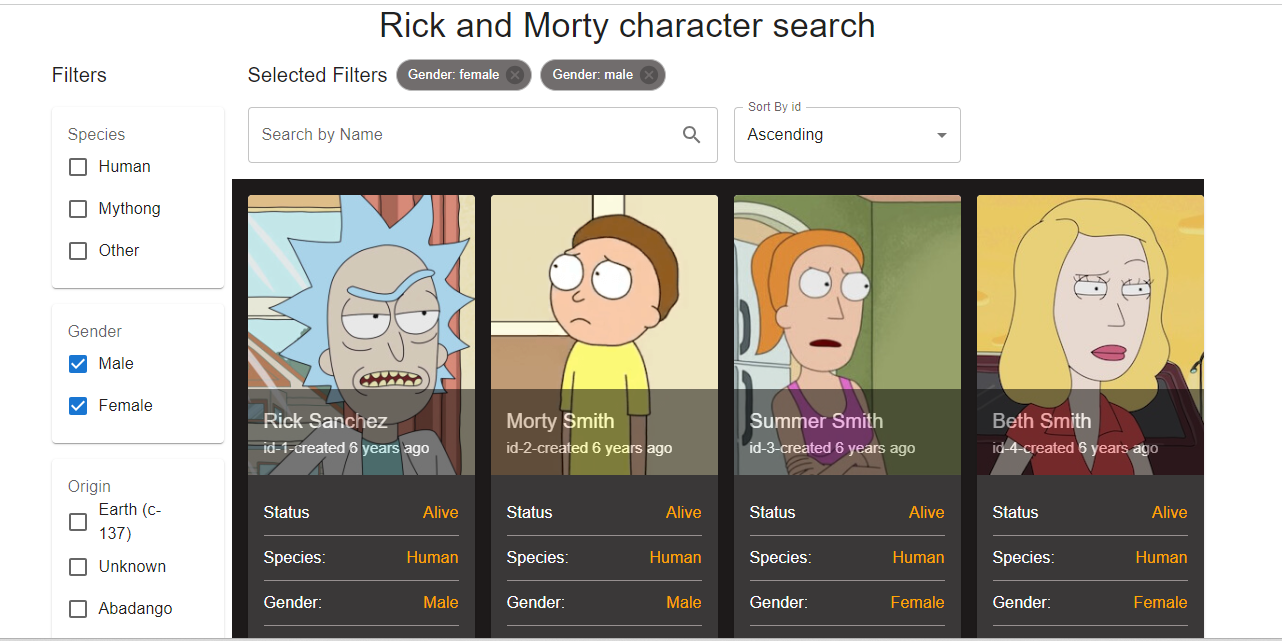 Rick and Morty character search
Filters
Selected Filters Gender: female Gender: male
Species
Human
Mythong
Other
Gender
Male
Female
Origin
Earth (c-
137)
Unknown
Abadango
Search by Name
Sort By id
Ascending
Rick Sanchez
id-1-created 6 years ago
Status Alive
Species: Human
Gender: Male
Morty Smith
id-2-created 6 years ago
Status Alive
Species: Human
Gender: Male
Summer Smith
id-3-created 6 years ago
Status Alive
Species: Human
Gender: Female
Beth Smith
id-4-created 6 years ago
Status Alive
Species: Human
Gender: Female